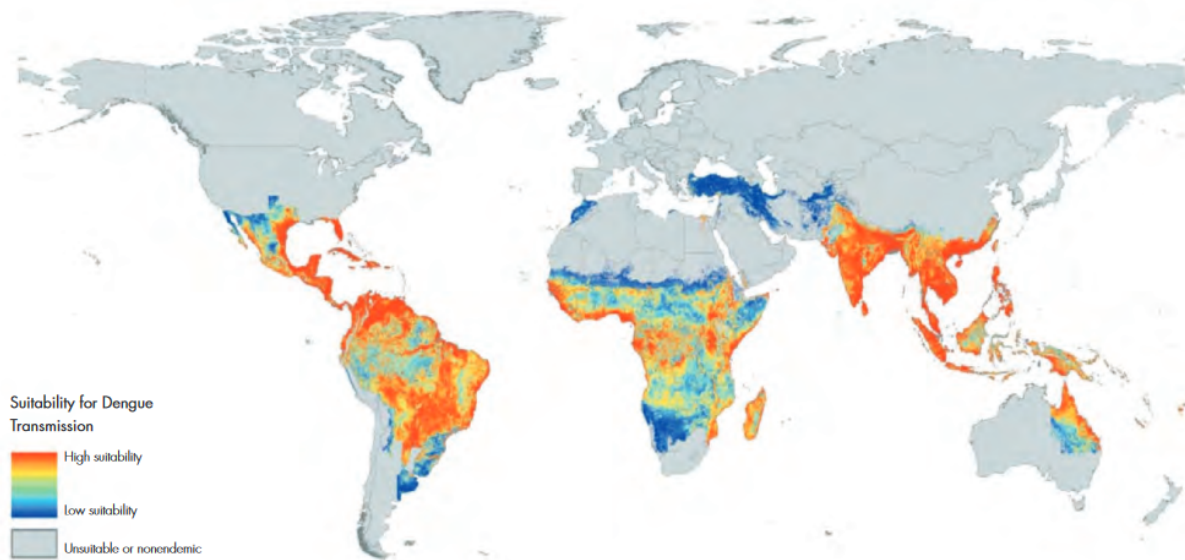 Suitability for Dengue
Transmission
High suitability
Low suitability
Unsuitable or nonendemic